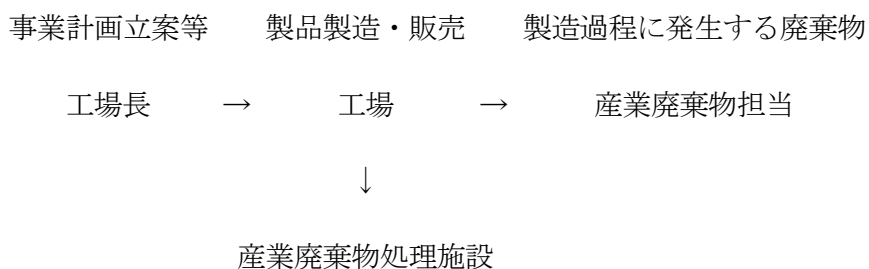 事業計画立案等　　製品製造・販売　　製造過程に発生する廃棄物
工場長　　→　　工場　　→　　産業廃棄物担当
↓
産業廃棄物処理施設